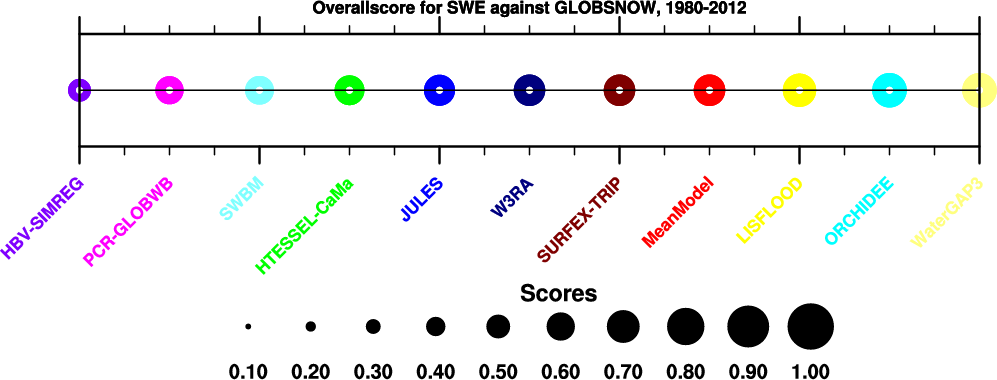 Overallscore for SWE against GLOBSNOW, 1980-2012
HBV-SIMREG
PCR-GLOBWB
SWBM
HTESSEL-CaMa
JULES
W3RA
SURFEX-TRIP
MeanModel
LISFLOOD
ORCHIDEE
WaterGAP3
Scores
0.10 0.20 0.30 0.40 0.50 0.60 0.70 0.80 0.90 1.00